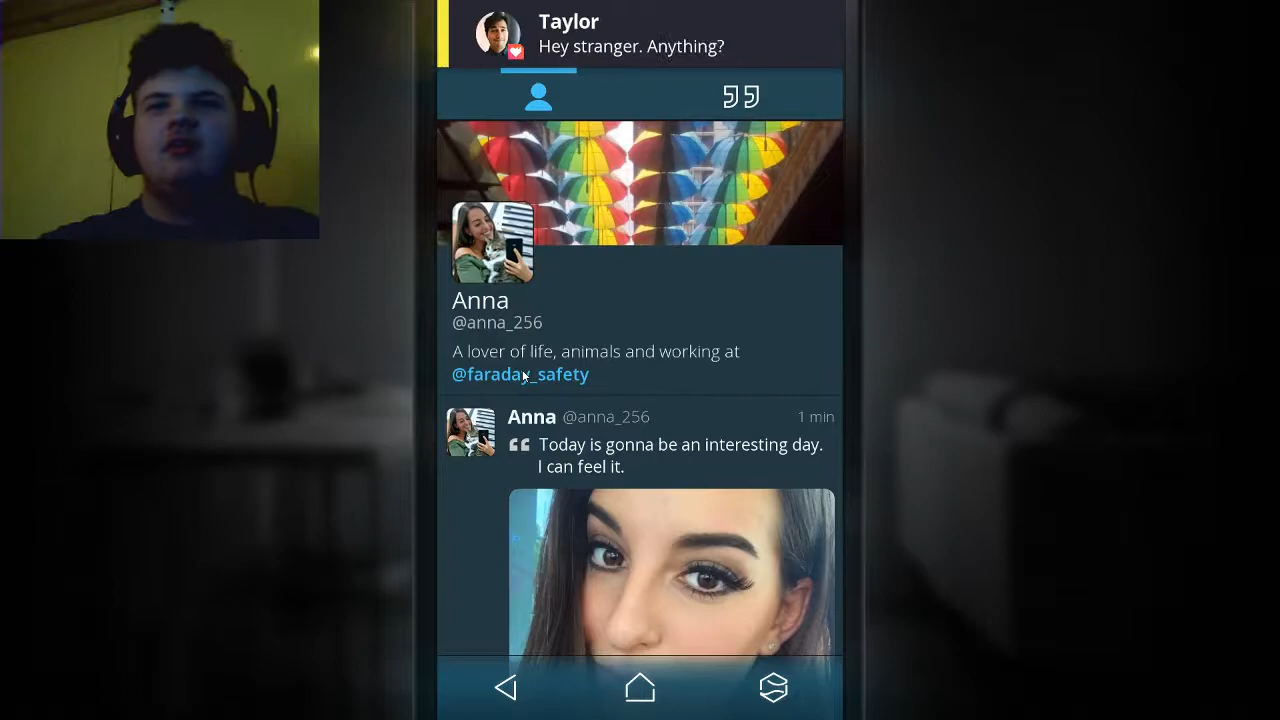 Taylor
Hey stranger. Anything?
Anna
@anna_256
A lover of life, animals and working at
@faraday_safety
Anna @anna_256 1 min
Today is gonna be an interesting day.
I can feel it.